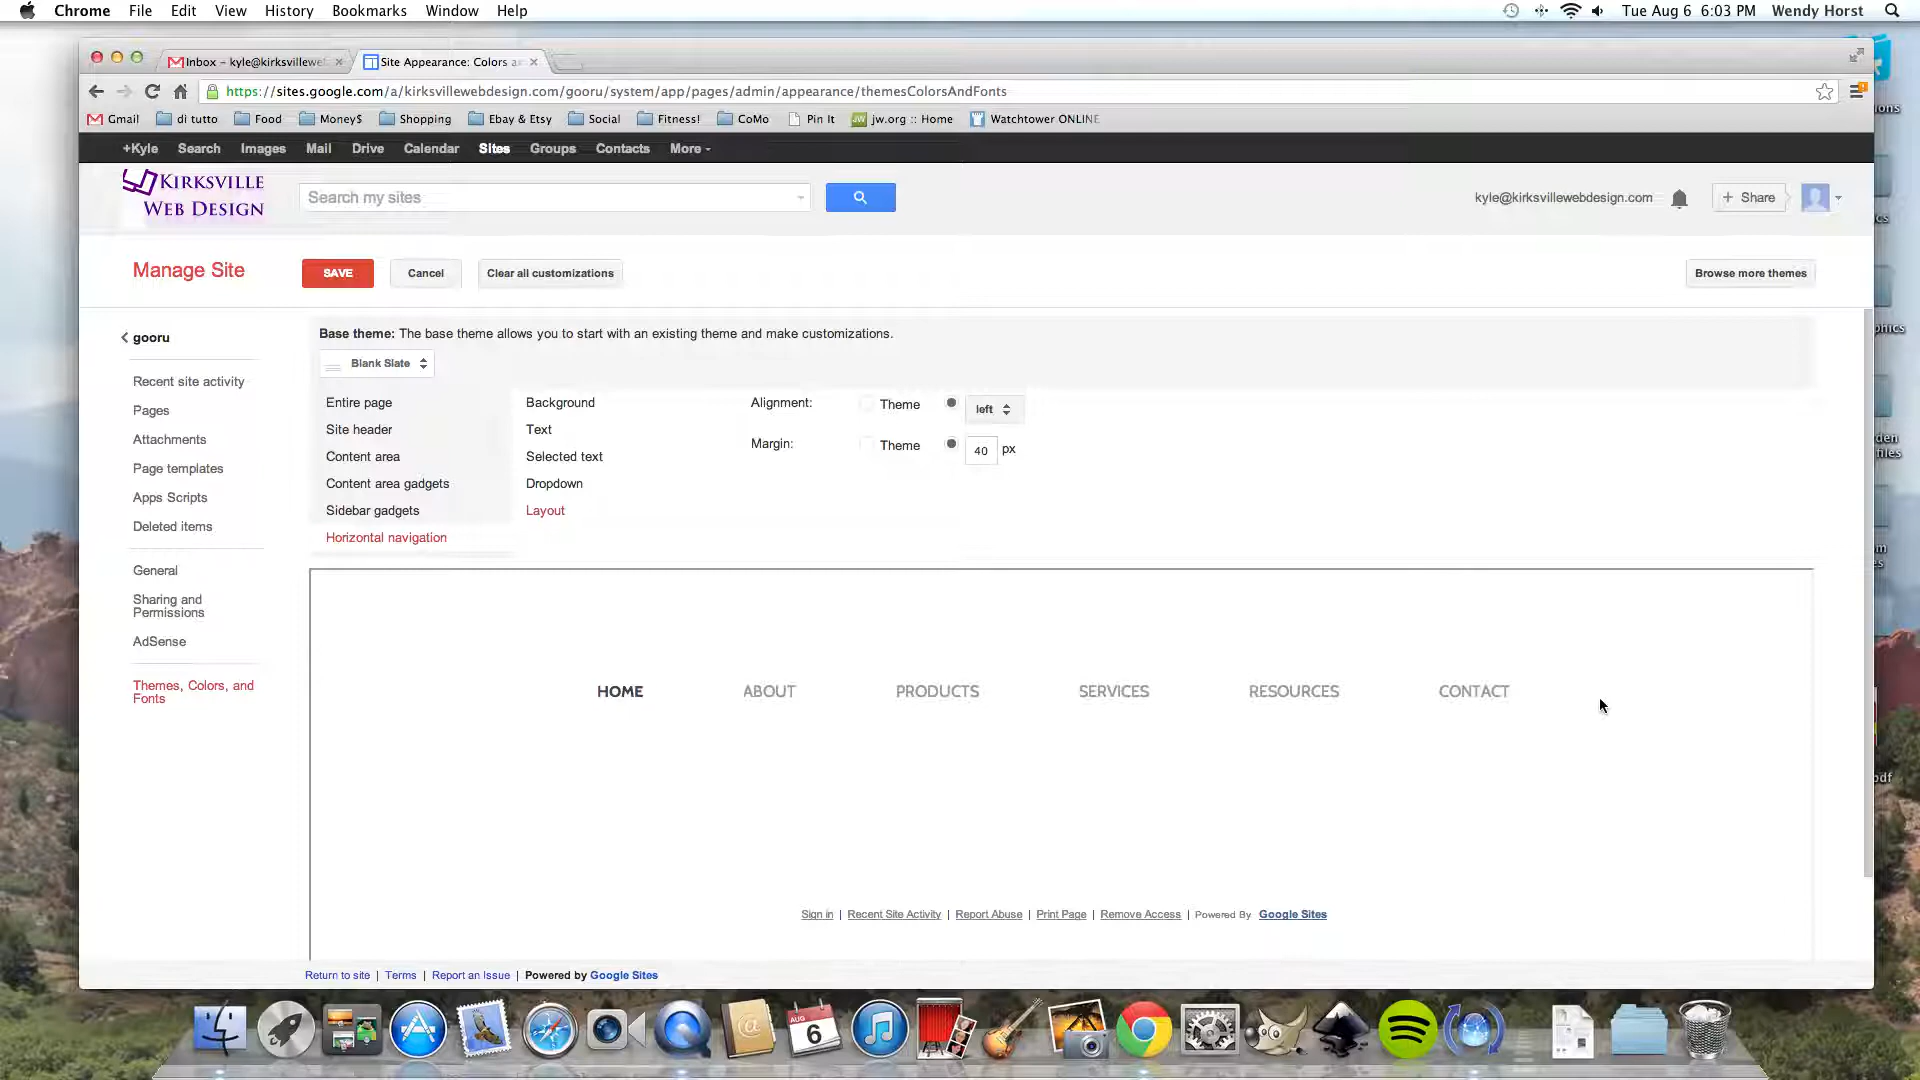 Chrome File Edit View History Bookmarks Window Help Tue Aug 6 6:03 PM Wendy Horst
Inbox – kyle@kirksvillewe Site Appearance: Colors a
https://sites.google.com/a/kirksvillewebdesign.com/gooru/system/app/pages/admin/appearance/themesColorsAndFonts
Gmail di tutto Food Money$ Shopping Ebay & Etsy Social Fitness! CoMo Pin It jw.org :: Home Watchtower ONLINE
+Kyle Search Images Mail Drive Calendar Sites Groups Contacts More
KIRKSVILLE
WEB DESIGN
Search my sites
kyle@kirksvillewebdesign.com + Share
Manage Site SAVE Cancel Clear all customizations Browse more themes
gooru
Recent site activity
Pages
Attachments
Page templates
Apps Scripts
Deleted items
General
Sharing and
Permissions
AdSense
Themes, Colors, and
Fonts
Base theme: The base theme allows you to start with an existing theme and make customizations.
Blank Slate
Entire page
Site header
Content area
Content area gadgets
Sidebar gadgets
Horizontal navigation
Background
Text
Selected text
Dropdown
Layout
Alignment: Theme left
Margin: Theme 40 px
HOME ABOUT PRODUCTS SERVICES RESOURCES CONTACT
Sign in | Recent Site Activity | Report Abuse | Print Page | Remove Access | Powered By Google Sites
Return to site | Terms | Report an Issue | Powered by Google Sites
AUG
6